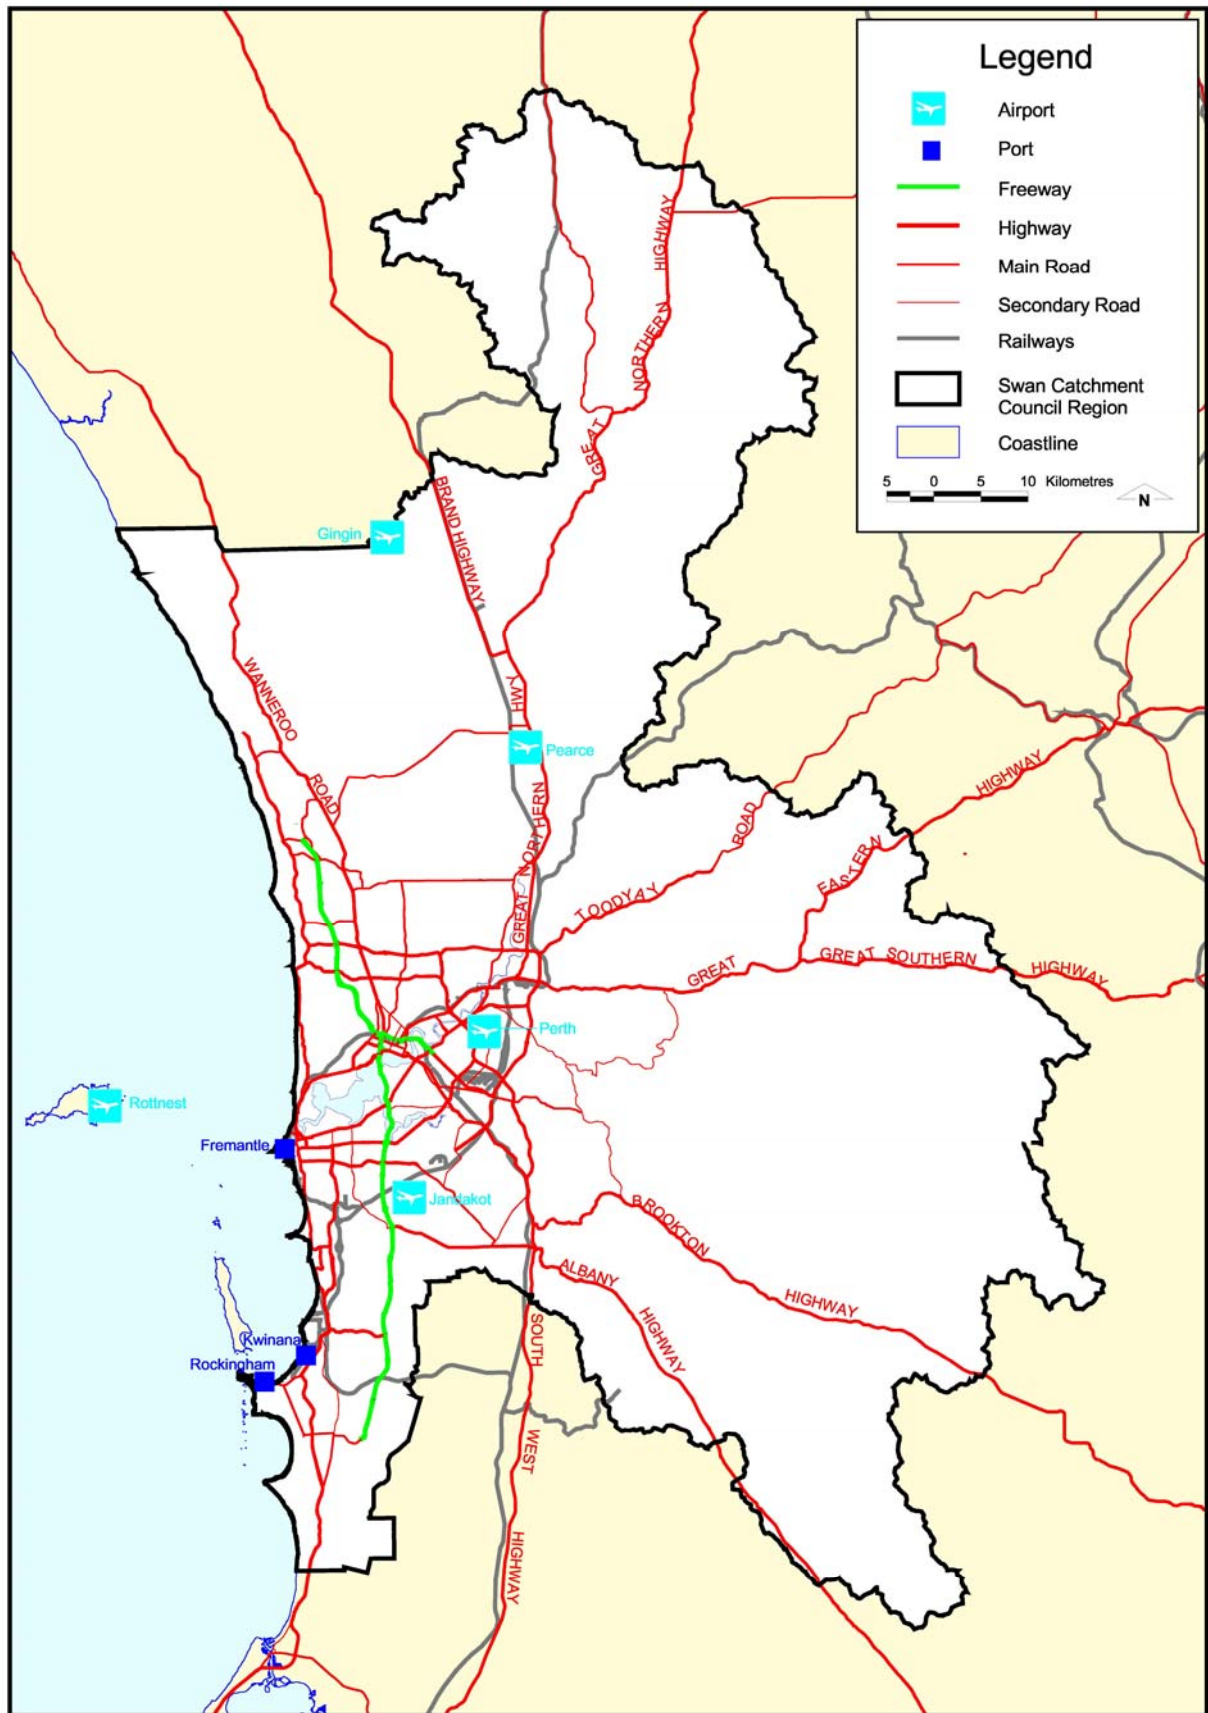 Legend
Airport
Port
Freeway
Highway
Main Road
Secondary Road
Railways
Swan Catchment
Council Region
Coastline
5 0 5 10 Kilometres
N
GREAT NORTHERN HIGHWAY
BRAND HIGHWAY
Gingin
WANNEROO ROAD
HWY
Pearce
GREAT NORTHERN
TOODYAY ROAD
EASTERN HIGHWAY
GREAT
GREAT SOUTHERN
HIGHWAY
Perth
Rottnest
Fremantle
Jandakot
BROOKTON HIGHWAY
ALBANY HIGHWAY
Kwinana
Rockingham
SOUTH WEST HIGHWAY